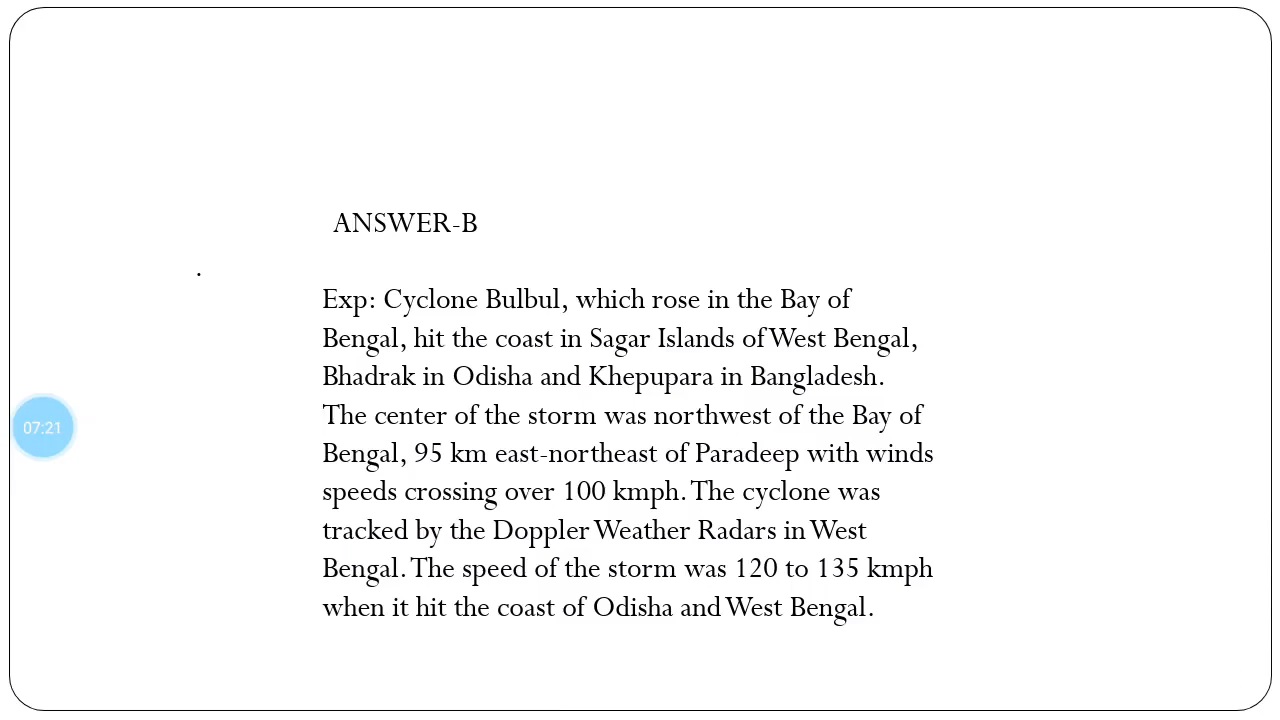 ANSWER-B
.
Exp: Cyclone Bulbul, which rose in the Bay of
Bengal, hit the coast in Sagar Islands of West Bengal,
Bhadrak in Odisha and Khepupara in Bangladesh.
The center of the storm was northwest of the Bay of
Bengal, 95 km east-northeast of Paradeep with winds
speeds crossing over 100 kmph. The cyclone was
tracked by the Doppler Weather Radars in West
Bengal. The speed of the storm was 120 to 135 kmph
when it hit the coast of Odisha and West Bengal.
07:21